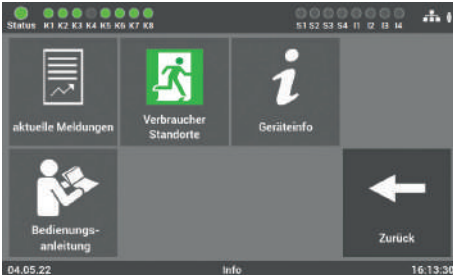 Status K1 K2 K3 K4 K5 K6 K7 K8 S1 S2 S3 S4 I1 I2 I3 I4
aktuelle Meldungen
Verbraucher
Standorte
Geräteinfo
Bedienungs-
anleitung
Zurück
04.05.22 Info 16:13:30